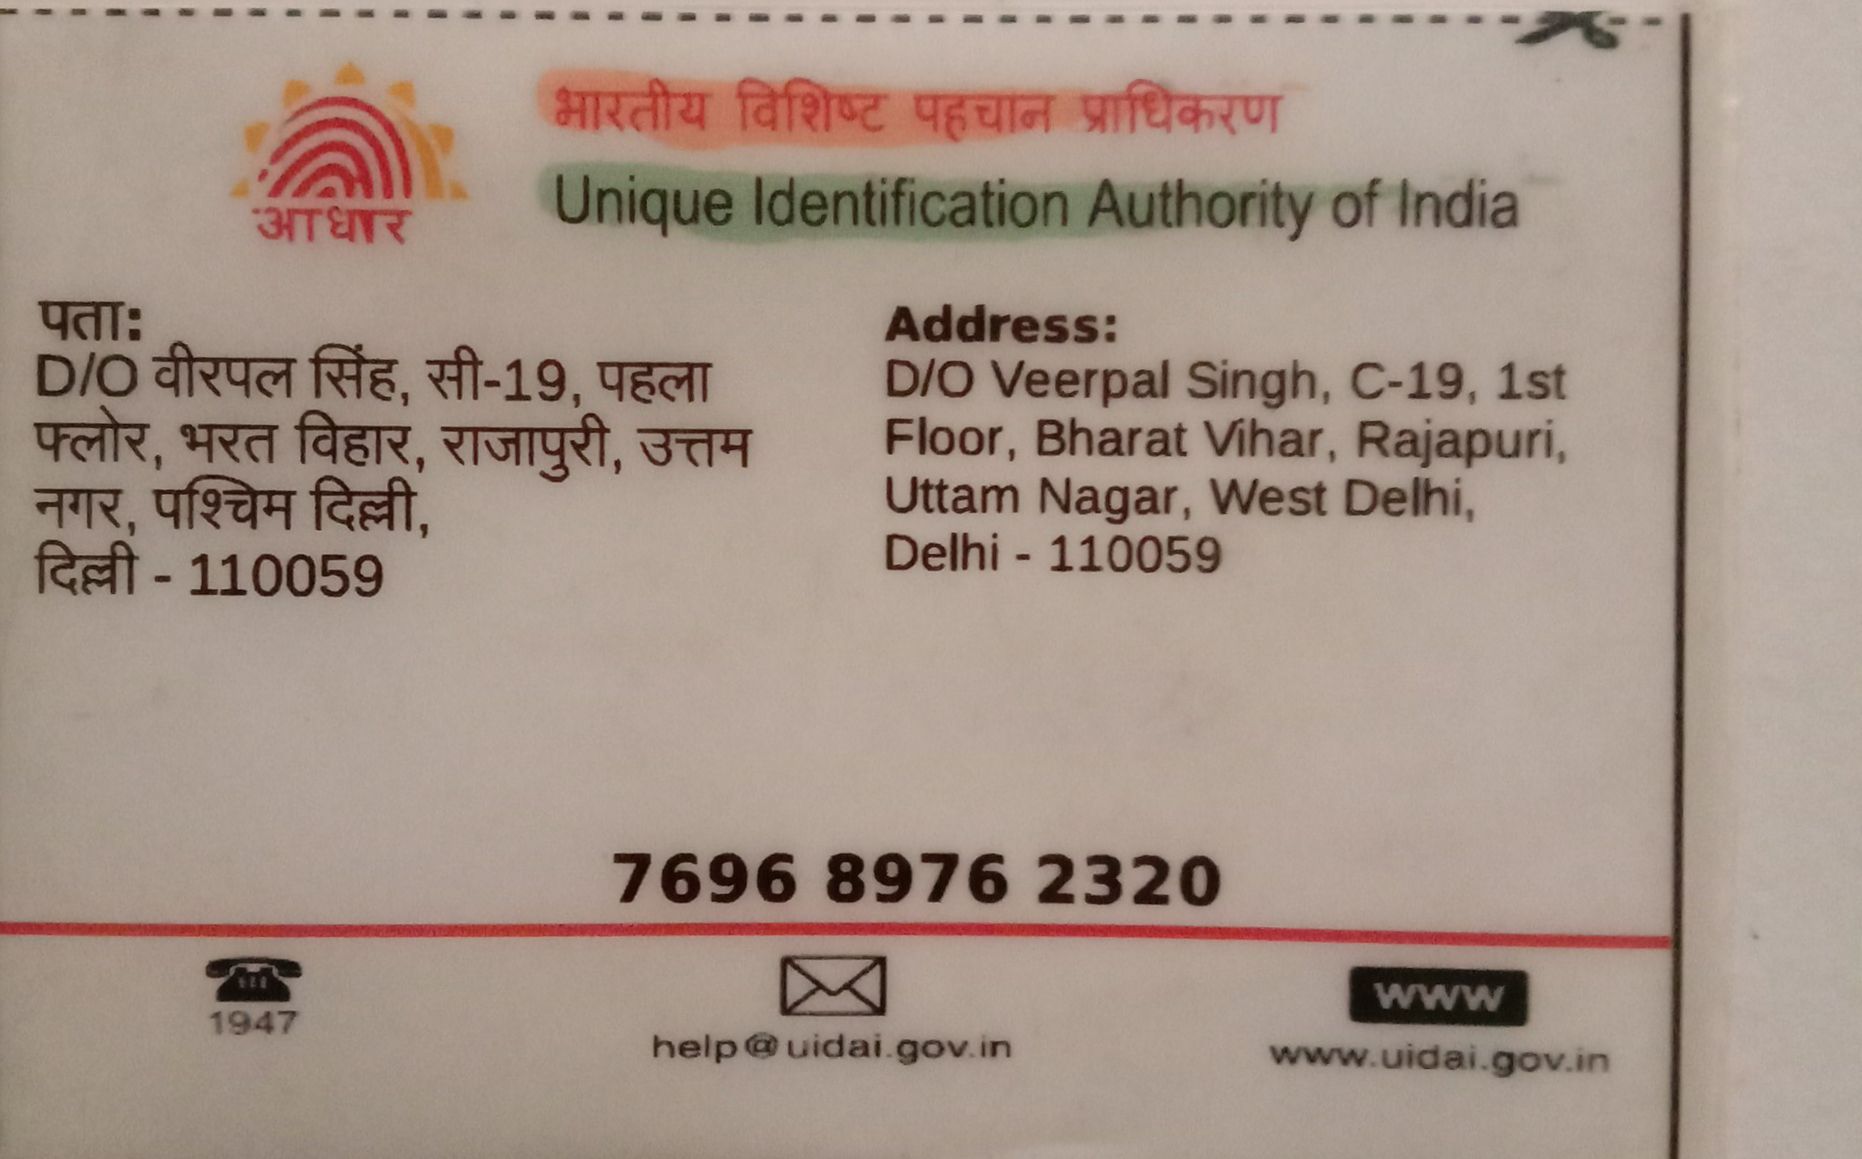 भारतीय विशिष्ट पहचान प्राधिकरण
Unique Identification Authority of India
आधार
पता:
D/O वीरपल सिंह, सी-19, पहला
फ्लोर, भरत विहार, राजापुरी, उत्तम
नगर, पश्चिम दिल्ली,
दिल्ली - 110059
Address:
D/O Veerpal Singh, C-19, 1st
Floor, Bharat Vihar, Rajapuri,
Uttam Nagar, West Delhi,
Delhi - 110059
7696 8976 2320
1947
help@uidai.gov.in
www
www.uidai.gov.in